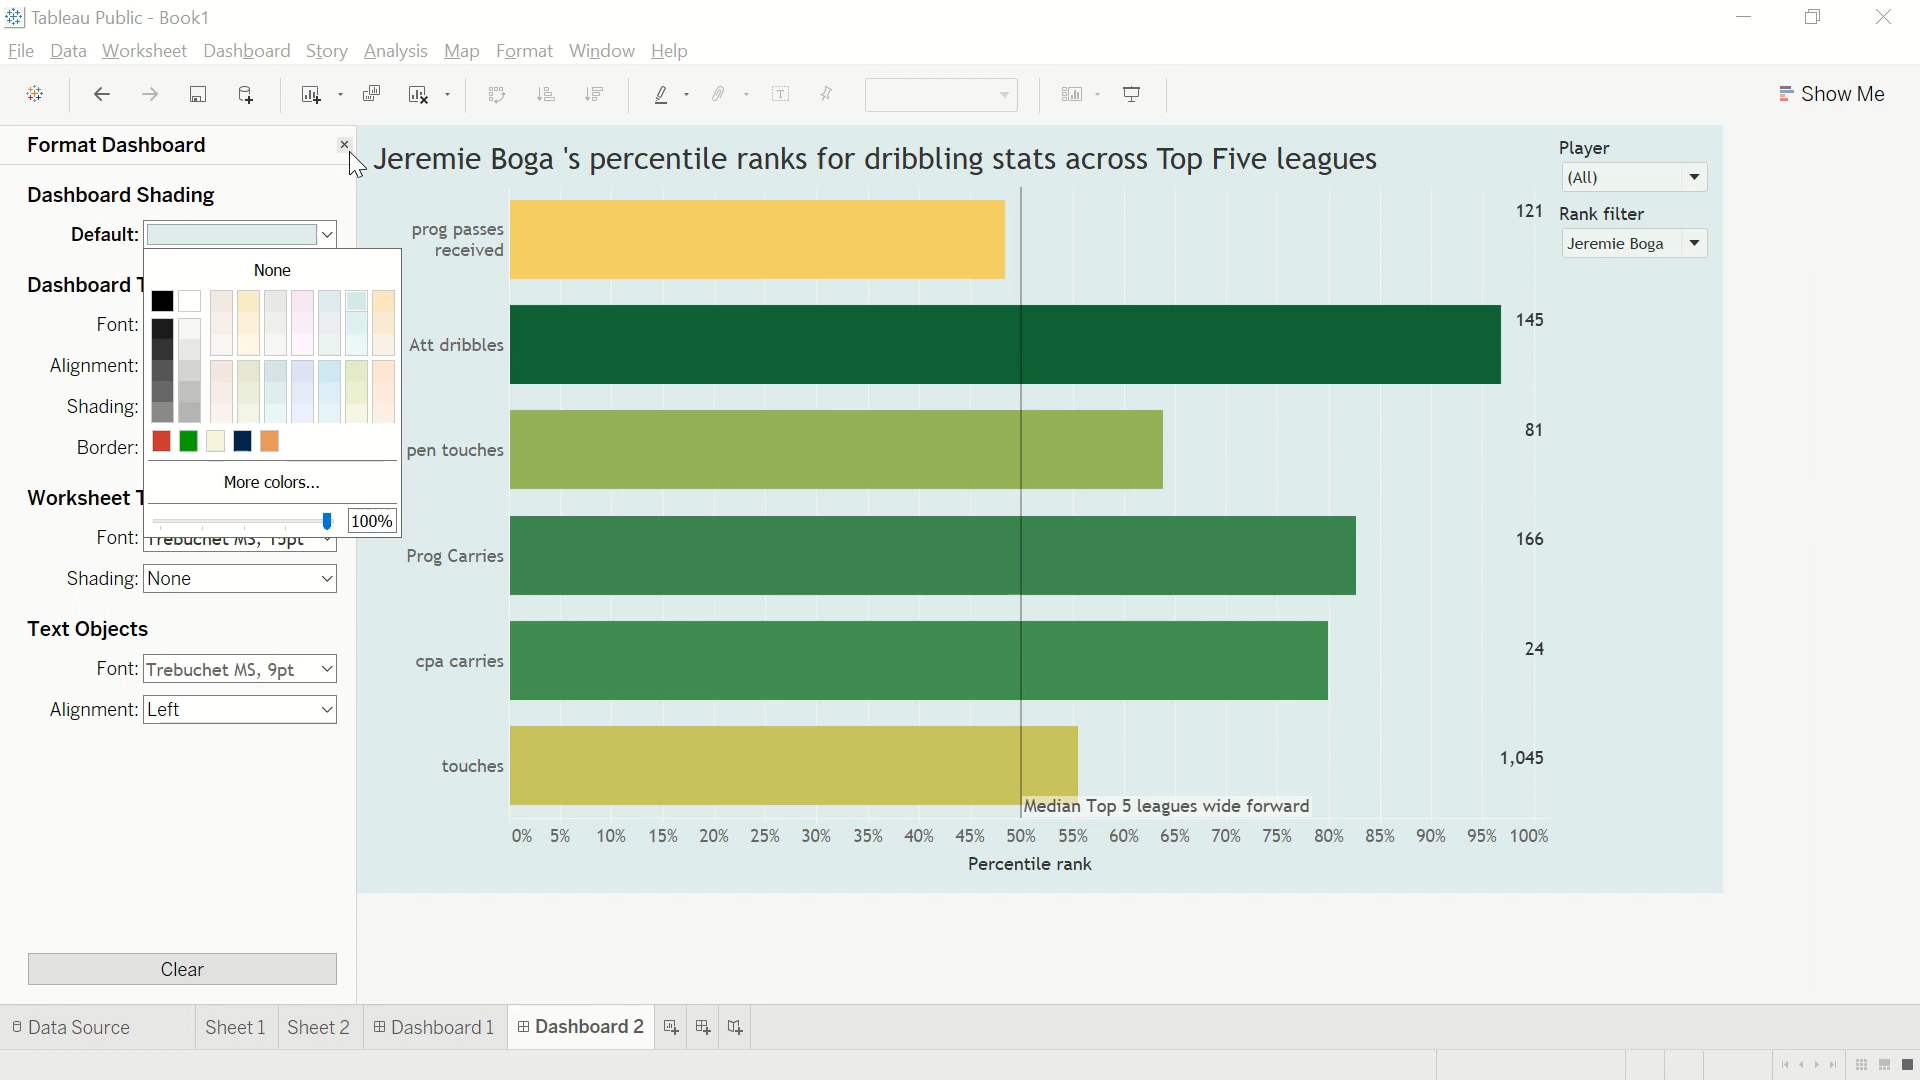 Tableau Public - Book1
File Data Worksheet Dashboard Story Analysis Map Format Window Help
Show Me
Format Dashboard
Dashboard Shading
Default:
None
Dashboard T
Font:
Alignment:
Shading:
Border:
More colors...
100%
Worksheet T
Font: Trebuchet MS, 15pt
Shading: None
Text Objects
Font: Trebuchet MS, 9pt
Alignment: Left
Clear
Jeremie Boga 's percentile ranks for dribbling stats across Top Five leagues
prog passes
received
121
Att dribbles
145
pen touches
81
Prog Carries
166
cpa carries
24
touches
1,045
Median Top 5 leagues wide forward
0% 5% 10% 15% 20% 25% 30% 35% 40% 45% 50% 55% 60% 65% 70% 75% 80% 85% 90% 95% 100%
Percentile rank
Player
(All)
Rank filter
Jeremie Boga
Data Source Sheet 1 Sheet 2 Dashboard 1 Dashboard 2